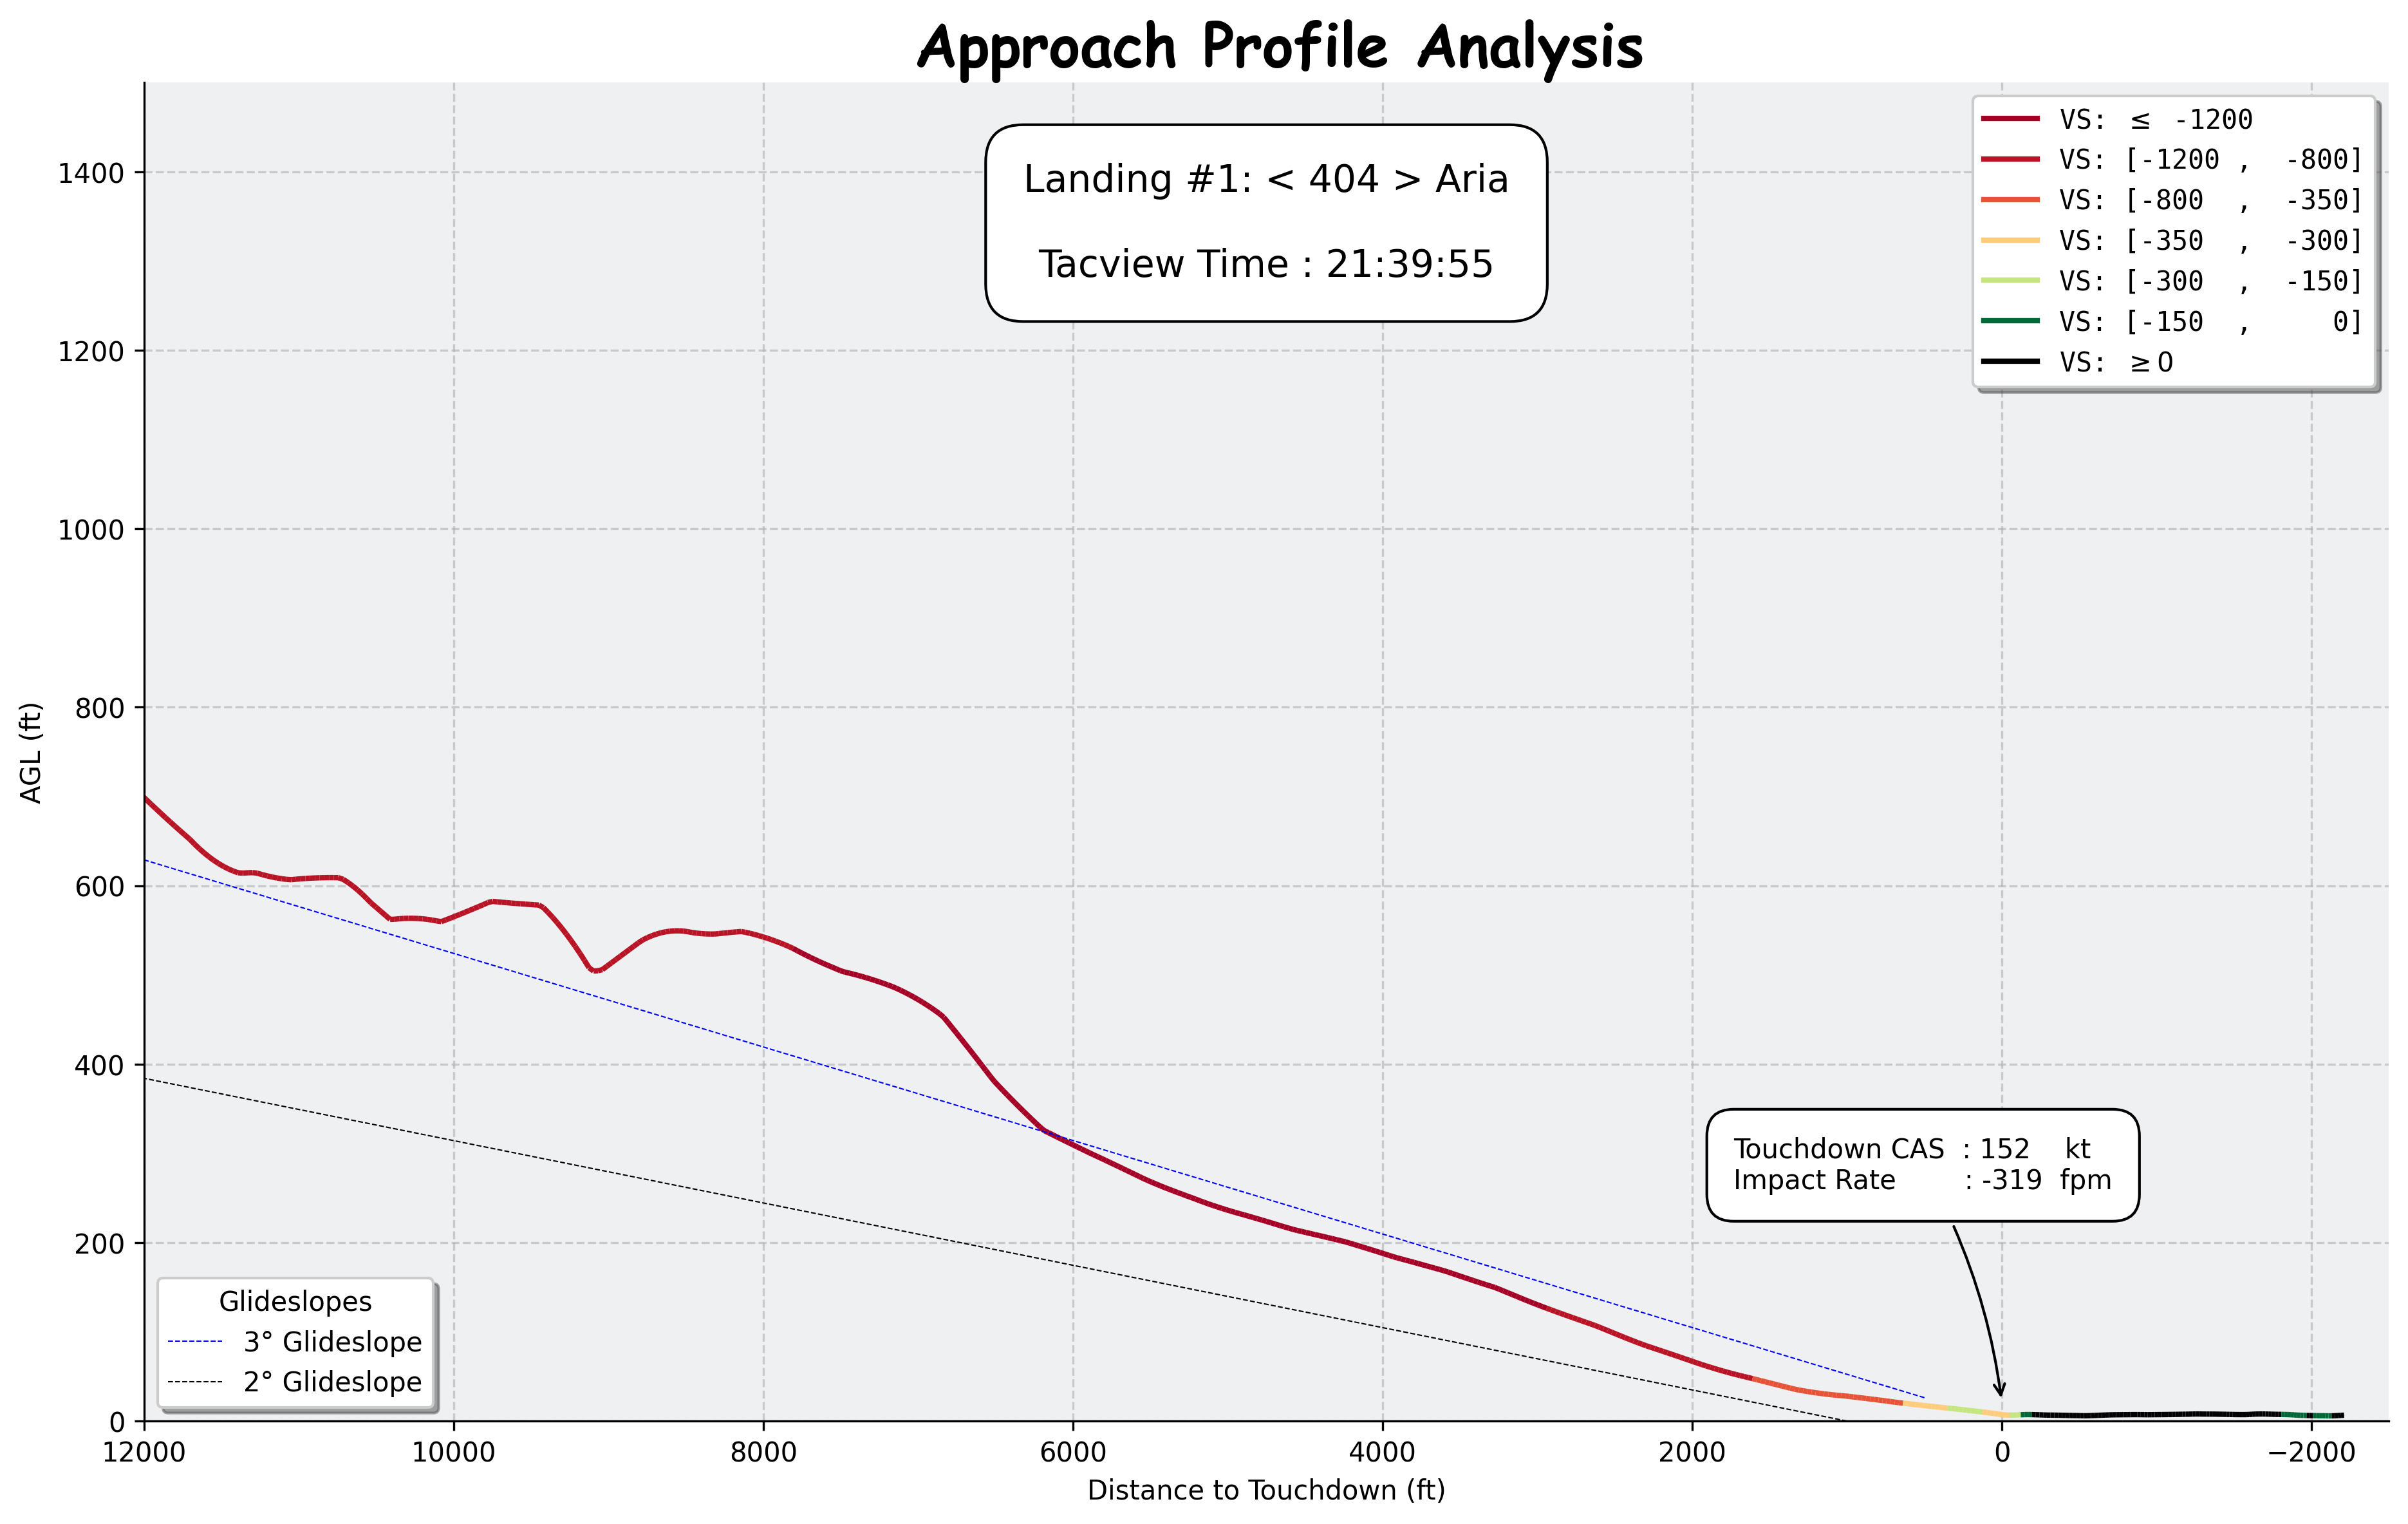 Approach Profile Analysis
Landing #1: < 404 > Aria
Tacview Time : 21:39:55
VS: ≤ -1200
VS: [-1200 , -800]
VS: [-800 , -350]
VS: [-350 , -300]
VS: [-300 , -150]
VS: [-150 , 0]
VS: ≥0
1400
1200
1000
800
600
400
200
0
AGL (ft)
Touchdown CAS : 152 kt
Impact Rate : -319 fpm
Glideslopes
3° Glideslope
2° Glideslope
12000 10000 8000 6000 4000 2000 0 −2000
Distance to Touchdown (ft)